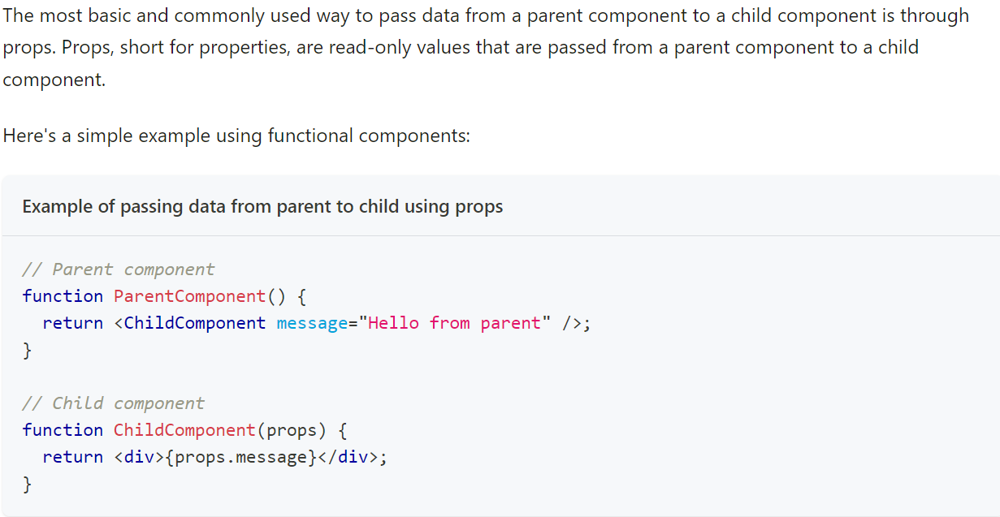 The most basic and commonly used way to pass data from a parent component to a child component is through
props. Props, short for properties, are read-only values that are passed from a parent component to a child
component.
Here's a simple example using functional components:
Example of passing data from parent to child using props
// Parent component
function ParentComponent() {
  return <ChildComponent message="Hello from parent" />;
}
// Child component
function ChildComponent(props) {
  return <div>{props.message}</div>;
}